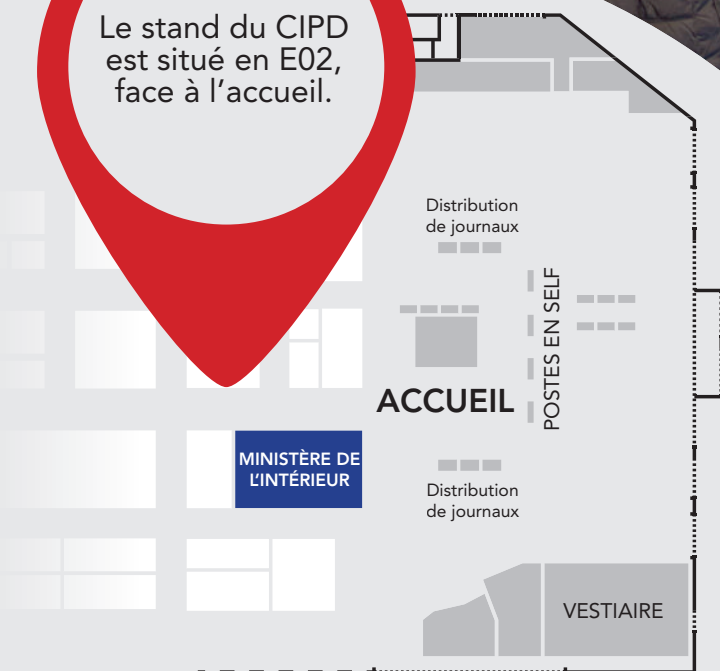 Le stand du CIPD
est situé en E02,
face à l'accueil.
Distribution
de journaux
POSTES EN SELF
ACCUEIL
MINISTÈRE DE
L'INTÉRIEUR
Distribution
de journaux
VESTIAIRE